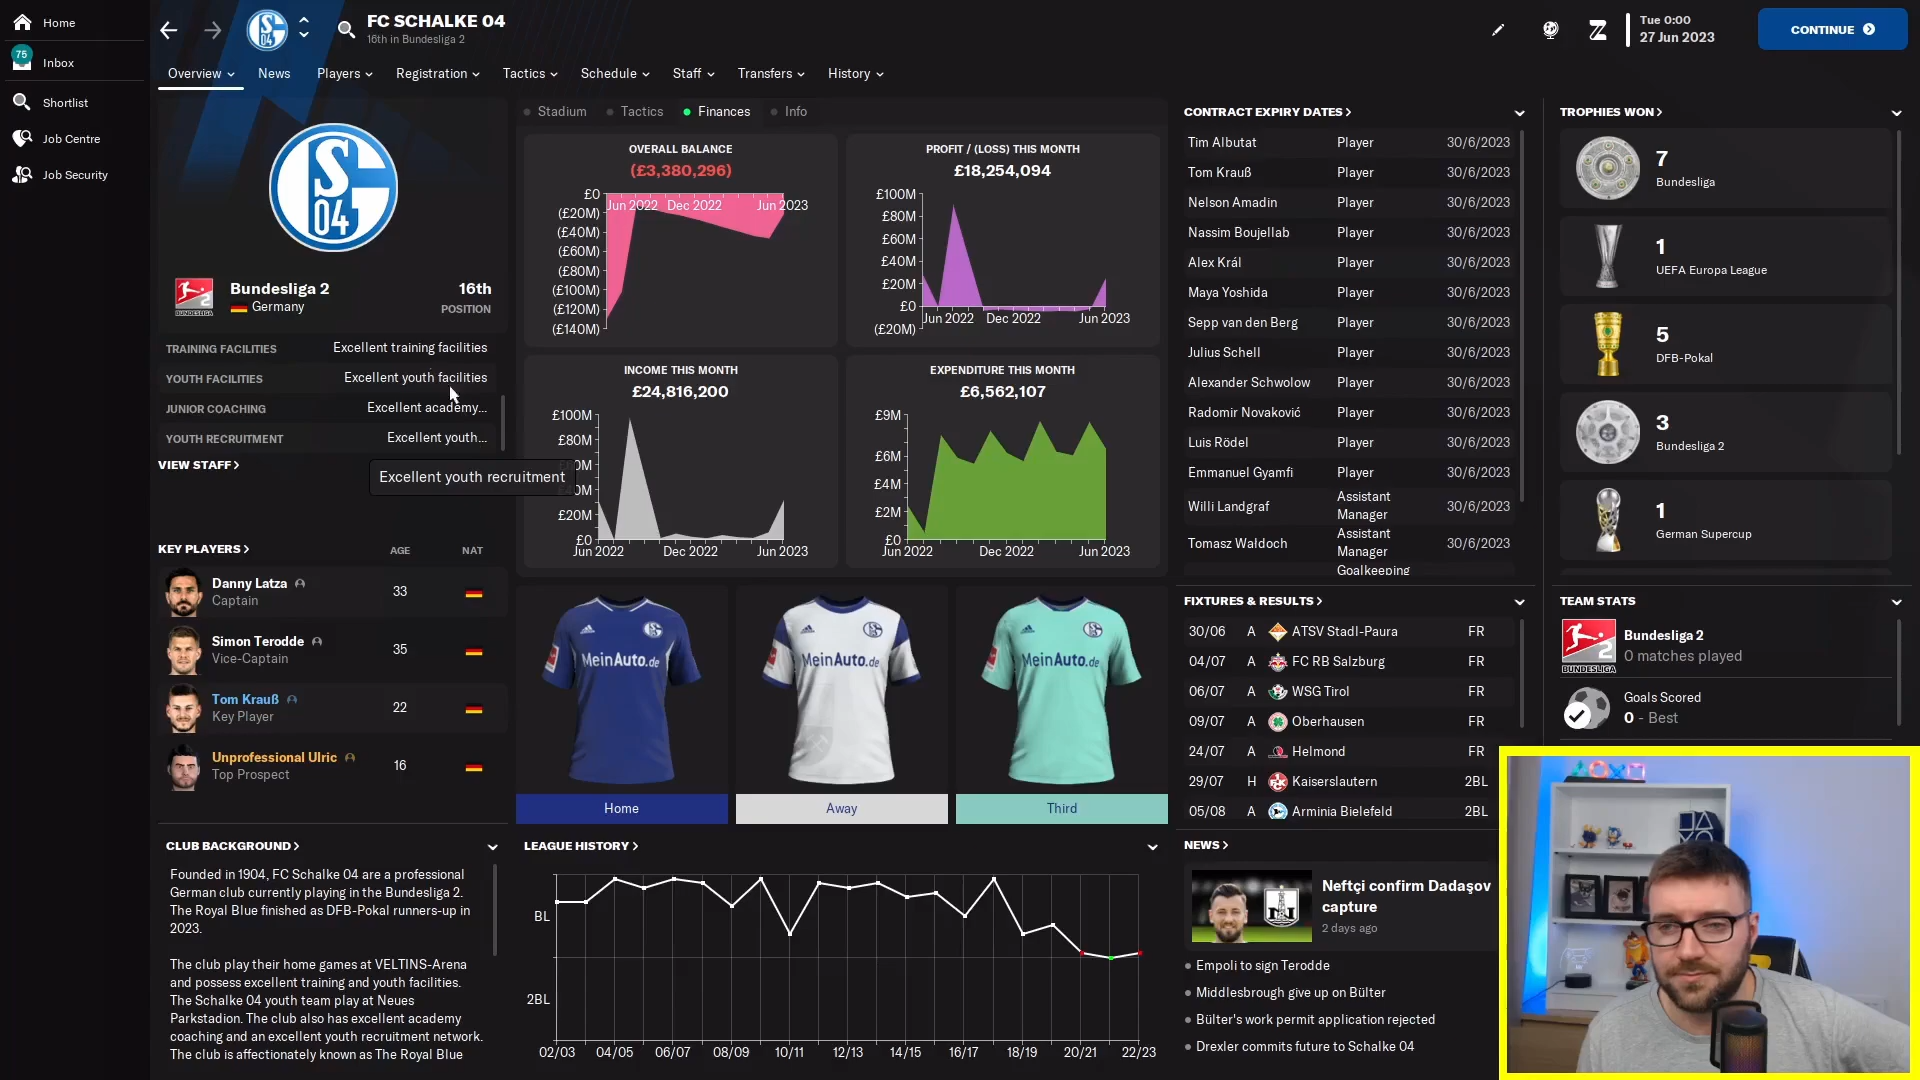 Home
75
Inbox
Shortlist
Job Centre
Job Security
FC SCHALKE 04
16th in Bundesliga 2
Tue 0:00
27 Jun 2023
CONTINUE
Overview
News
Players
Registration
Tactics
Schedule
Staff
Transfers
History
S
04
Bundesliga 2
Germany
16th
POSITION
TRAINING FACILITIES Excellent training facilities
YOUTH FACILITIES Excellent youth facilities
JUNIOR COACHING Excellent academy...
YOUTH RECRUITMENT Excellent youth...
VIEW STAFF
Excellent youth recruitment
KEY PLAYERS AGE NAT
Danny Latza 33
Captain
Simon Terodde 35
Vice-Captain
Tom Krauß 22
Key Player
Unprofessional Ulric 16
Top Prospect
CLUB BACKGROUND
Founded in 1904, FC Schalke 04 are a professional
German club currently playing in the Bundesliga 2.
The Royal Blue finished as DFB-Pokal runners-up in
2023.
The club play their home games at VELTINS-Arena
and possess excellent training and youth facilities.
The Schalke 04 youth team play at Neues
Parkstadion. The club also has excellent academy
coaching and an excellent youth recruitment network.
The club is affectionately known as The Royal Blue
Stadium
Tactics
Finances
Info
OVERALL BALANCE
(£3,380,296)
£0
(£20M)
(£40M)
(£60M)
(£80M)
(£100M)
(£120M)
(£140M)
Jun 2022 Dec 2022 Jun 2023
PROFIT / (LOSS) THIS MONTH
£18,254,094
£100M
£80M
£60M
£40M
£20M
£0
(£20M)
Jun 2022 Dec 2022 Jun 2023
INCOME THIS MONTH
£24,816,200
£100M
£80M
0M
£20M
£0
Jun 2022 Dec 2022 Jun 2023
EXPENDITURE THIS MONTH
£6,562,107
£9M
£6M
£4M
£2M
£0
Jun 2022 Dec 2022 Jun 2023
MeinAuto.de
MeinAuto.de
MeinAuto.de
Home
Away
Third
LEAGUE HISTORY
BL
2BL
02/03 04/05 06/07 08/09 10/11 12/13 14/15 16/17 18/19 20/21 22/23
CONTRACT EXPIRY DATES
Tim Albutat Player 30/6/2023
Tom Krauß Player 30/6/2023
Nelson Amadin Player 30/6/2023
Nassim Boujellab Player 30/6/2023
Alex Král Player 30/6/2023
Maya Yoshida Player 30/6/2023
Sepp van den Berg Player 30/6/2023
Julius Schell Player 30/6/2023
Alexander Schwolow Player 30/6/2023
Radomir Novaković Player 30/6/2023
Luis Rödel Player 30/6/2023
Emmanuel Gyamfi Player 30/6/2023
Willi Landgraf Assistant Manager 30/6/2023
Tomasz Wałdoch Assistant Manager 30/6/2023
Goalkeeping
FIXTURES & RESULTS
30/06 A ATSV Stadl-Paura FR
04/07 A FC RB Salzburg FR
06/07 A WSG Tirol FR
09/07 A Oberhausen FR
24/07 A Helmond FR
29/07 H Kaiserslautern 2BL
05/08 A Arminia Bielefeld 2BL
NEWS
Neftçi confirm Dadaşov
capture
2 days ago
Empoli to sign Terodde
Middlesbrough give up on Bülter
Bülter's work permit application rejected
Drexler commits future to Schalke 04
TROPHIES WON
7
Bundesliga
1
UEFA Europa League
5
DFB-Pokal
3
Bundesliga 2
1
German Supercup
TEAM STATS
Bundesliga 2
0 matches played
BUNDESLIGA
Goals Scored
0 - Best